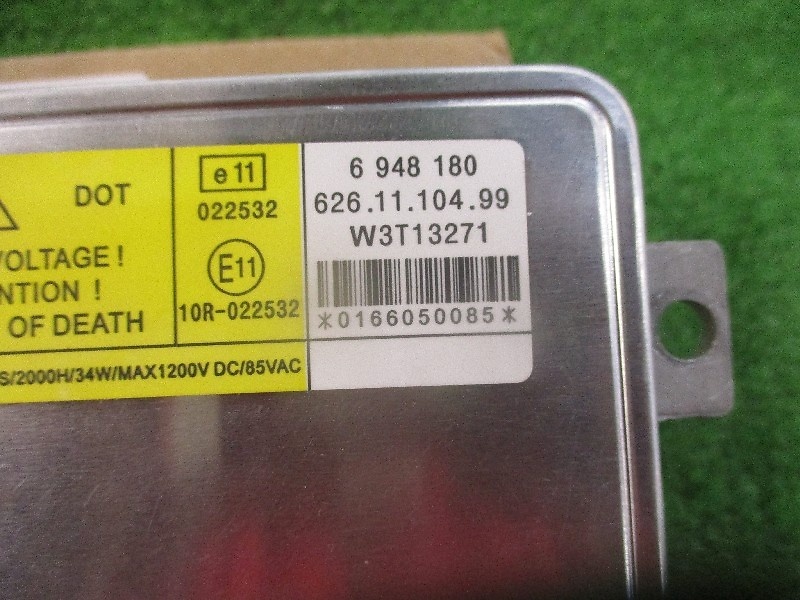 DOT
VOLTAGE !
NTION !
OF DEATH
e 11
022532
E11
10R-022532
S/2000H/34W/MAX1200V DC/85VAC
6 948 180
626.11.104.99
W3T13271
*0166050085*